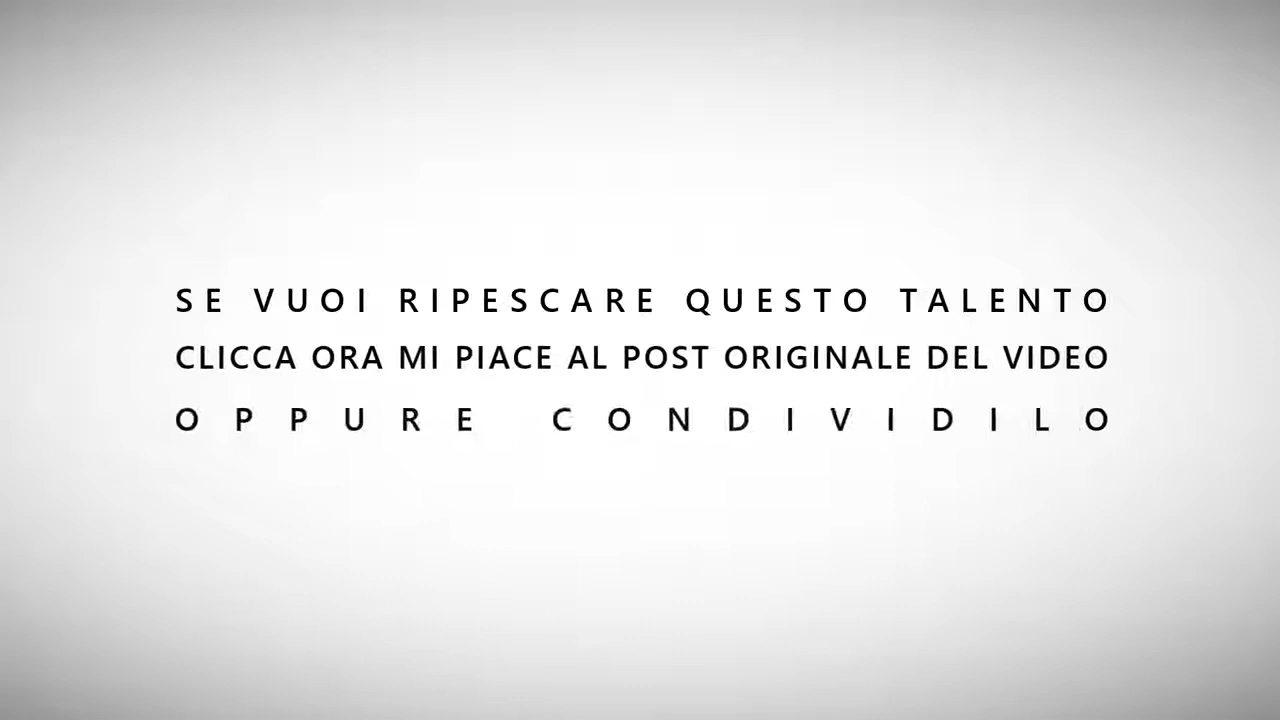 SE VUOI RIPESCARE QUESTO TALENTO
CLICCA ORA MI PIACE AL POST ORIGINALE DEL VIDEO
OPPURE CONDIVIDILO